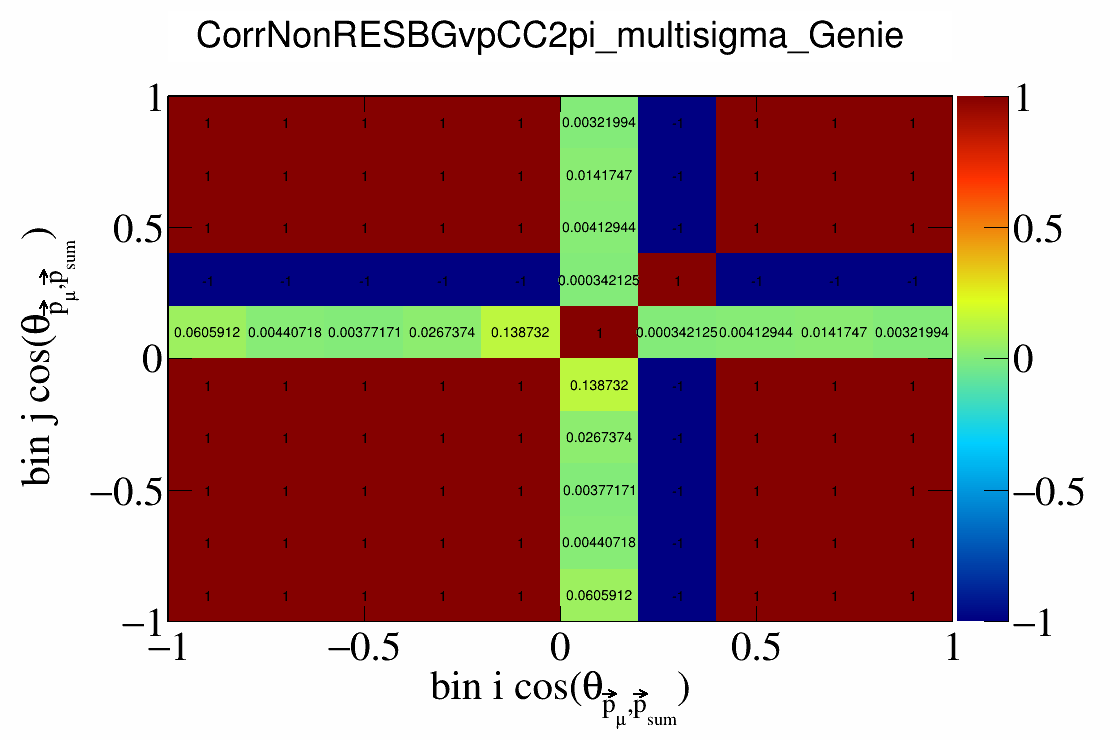 CorrNonRESBGvpCC2pi_multisigma_Genie
1 1 1 1 1 1 0.00321994 -1 1 1 1 1
1 1 1 1 1 0.0141747 -1 1 1 1
0.5 1 1 1 1 1 0.00412944 -1 1 1 1 0.5
-1 -1 -1 -1 -1 0.000342125 1 -1 -1 -1
0.0605912 0.00440718 0.00377171 0.0267374 0.138732 1 0.000342125 0.00412944 0.0141747 0.00321994
0 0
1 1 1 1 1 0.138732 -1 1 1 1
1 1 1 1 1 0.0267374 -1 1 1 1
−0.5 1 1 1 1 1 0.00377171 -1 1 1 1 −0.5
1 1 1 1 1 0.00440718 -1 1 1 1
1 1 1 1 1 0.0605912 -1 1 1 1
−1 −1
−1 −0.5 0 0.5 1
bin i cos(θp⃗μ,p⃗sum)
bin j cos(θp⃗μ,p⃗sum)